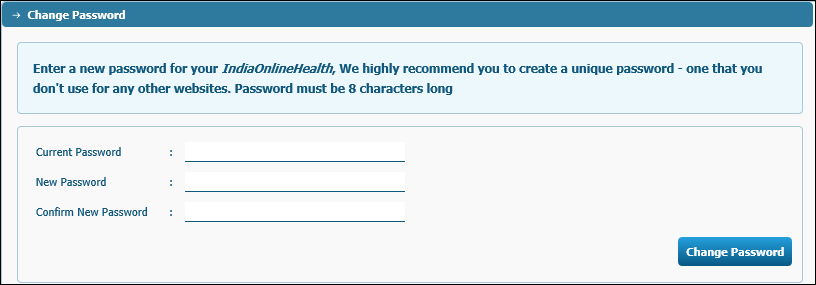 → Change Password
Enter a new password for your IndiaOnlineHealth, We highly recommend you to create a unique password - one that you
don't use for any other websites. Password must be 8 characters long
Current Password :
New Password :
Confirm New Password :
Change Password